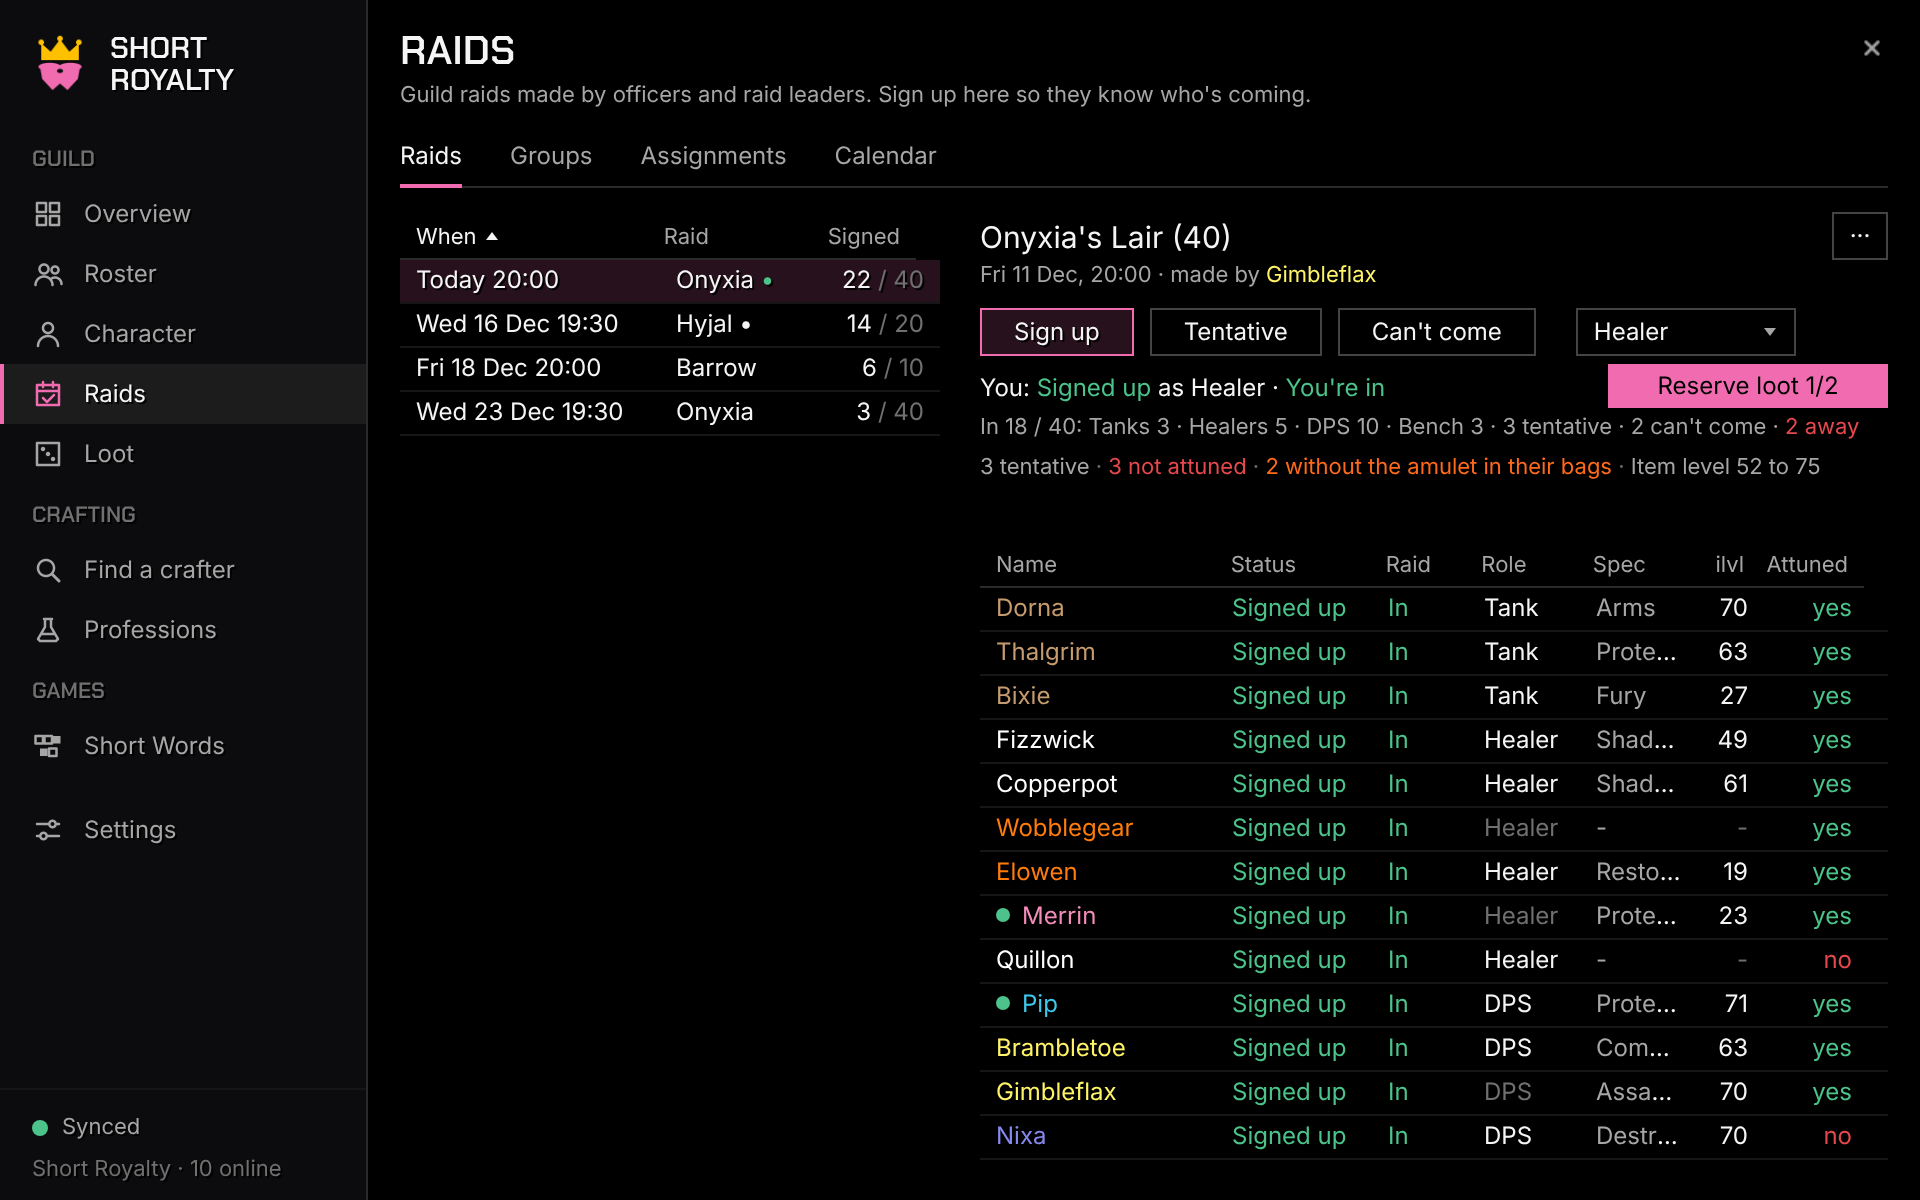 SHORT
ROYALTY
GUILD
Overview
Roster
Character
Raids
Loot
CRAFTING
Find a crafter
Professions
GAMES
Short Words
Settings
Synced
Short Royalty · 10 online
RAIDS
Guild raids made by officers and raid leaders. Sign up here so they know who's coming.
Raids Groups Assignments Calendar
When Raid Signed
Today 20:00 Onyxia 22 / 40
Wed 16 Dec 19:30 Hyjal 14 / 20
Fri 18 Dec 20:00 Barrow 6 / 10
Wed 23 Dec 19:30 Onyxia 3 / 40
Onyxia's Lair (40)
...
Fri 11 Dec, 20:00 · made by Gimbleflax
Sign up Tentative Can't come Healer
You: Signed up as Healer · You're in
Reserve loot 1/2
In 18 / 40: Tanks 3 · Healers 5 · DPS 10 · Bench 3 · 3 tentative · 2 can't come · 2 away
3 tentative · 3 not attuned · 2 without the amulet in their bags · Item level 52 to 75
Name Status Raid Role Spec ilvl Attuned
Dorna Signed up In Tank Arms 70 yes
Thalgrim Signed up In Tank Prote... 63 yes
Bixie Signed up In Tank Fury 27 yes
Fizzwick Signed up In Healer Shad... 49 yes
Copperpot Signed up In Healer Shad... 61 yes
Wobblegear Signed up In Healer - - yes
Elowen Signed up In Healer Resto... 19 yes
Merrin Signed up In Healer Prote... 23 yes
Quillon Signed up In Healer - - no
Pip Signed up In DPS Prote... 71 yes
Brambletoe Signed up In DPS Com... 63 yes
Gimbleflax Signed up In DPS Assa... 70 yes
Nixa Signed up In DPS Destr... 70 no